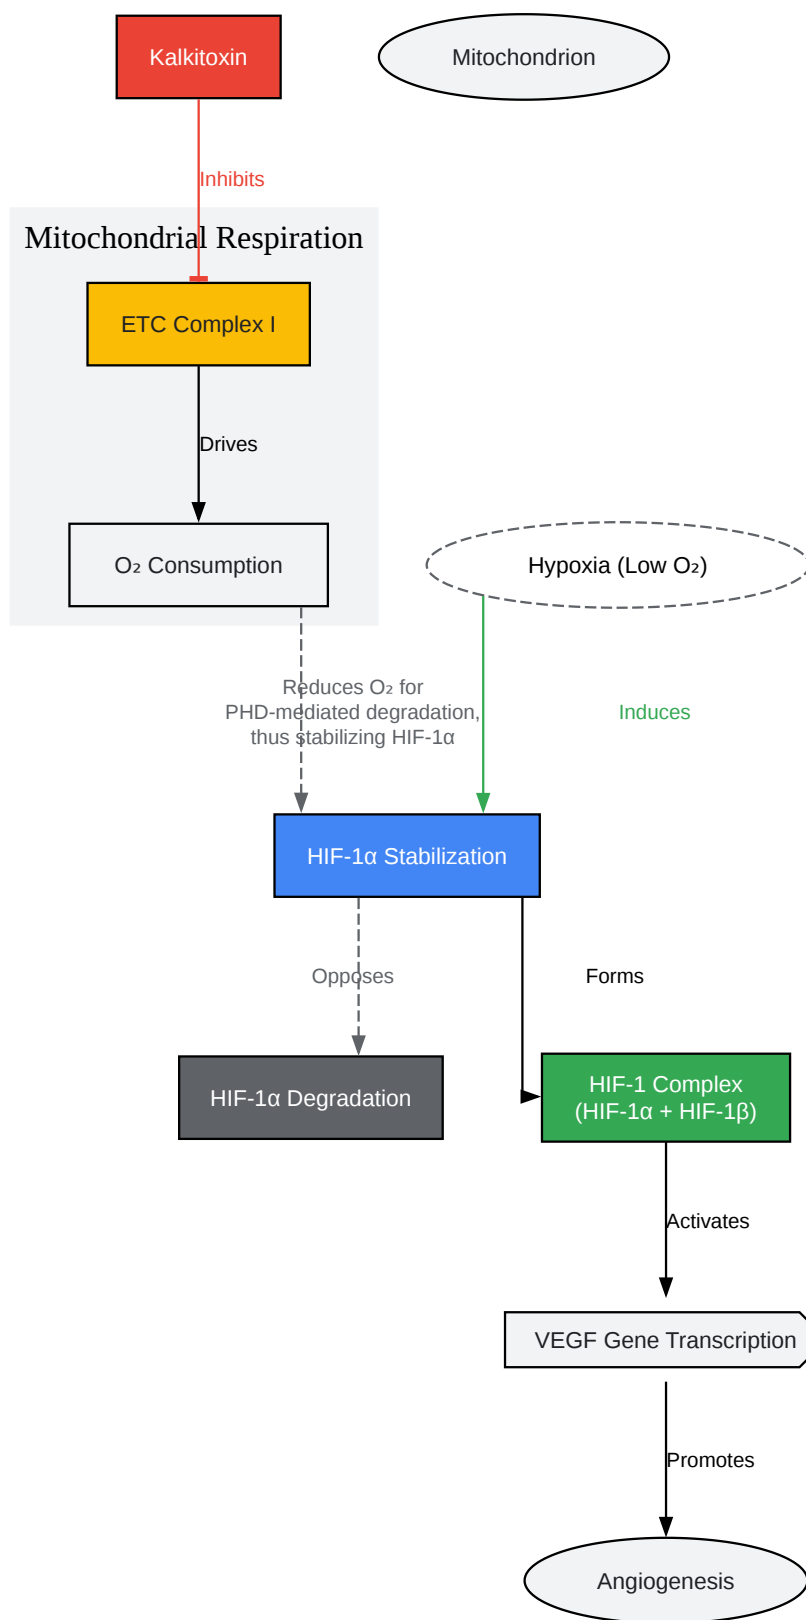 Kalkitoxin
Mitochondrion
Inhibits
Mitochondrial Respiration
ETC Complex I
Drives
O₂ Consumption
Hypoxia (Low O₂)
Reduces O₂ for
PHD-mediated degradation,
thus stabilizing HIF-1α
Induces
HIF-1α Stabilization
Opposes
Forms
HIF-1α Degradation
HIF-1 Complex
(HIF-1α + HIF-1β)
Activates
VEGF Gene Transcription
Promotes
Angiogenesis